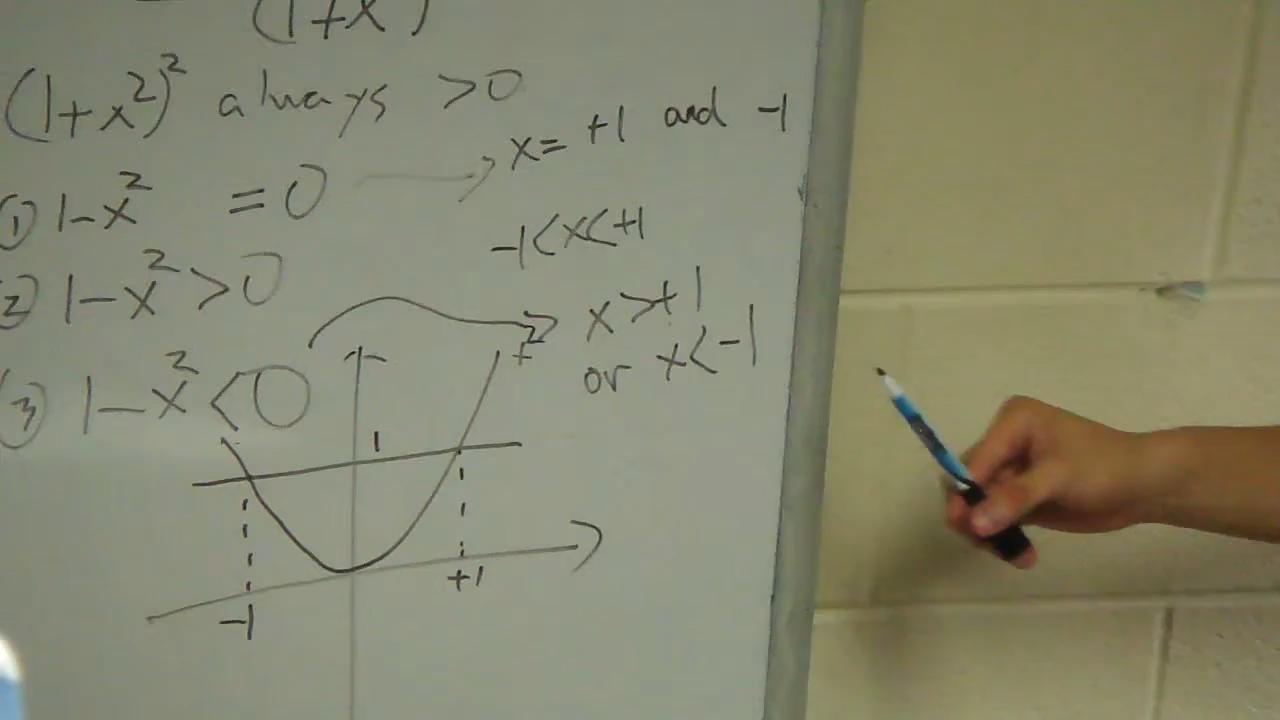 (1+x )
(1+x²)² always >0
① 1-x² =0 → x= +1 and -1
② 1-x² >0 -1<x<+1
③ 1-x² <0 → x>+1
or x<-1
1
-1 +1